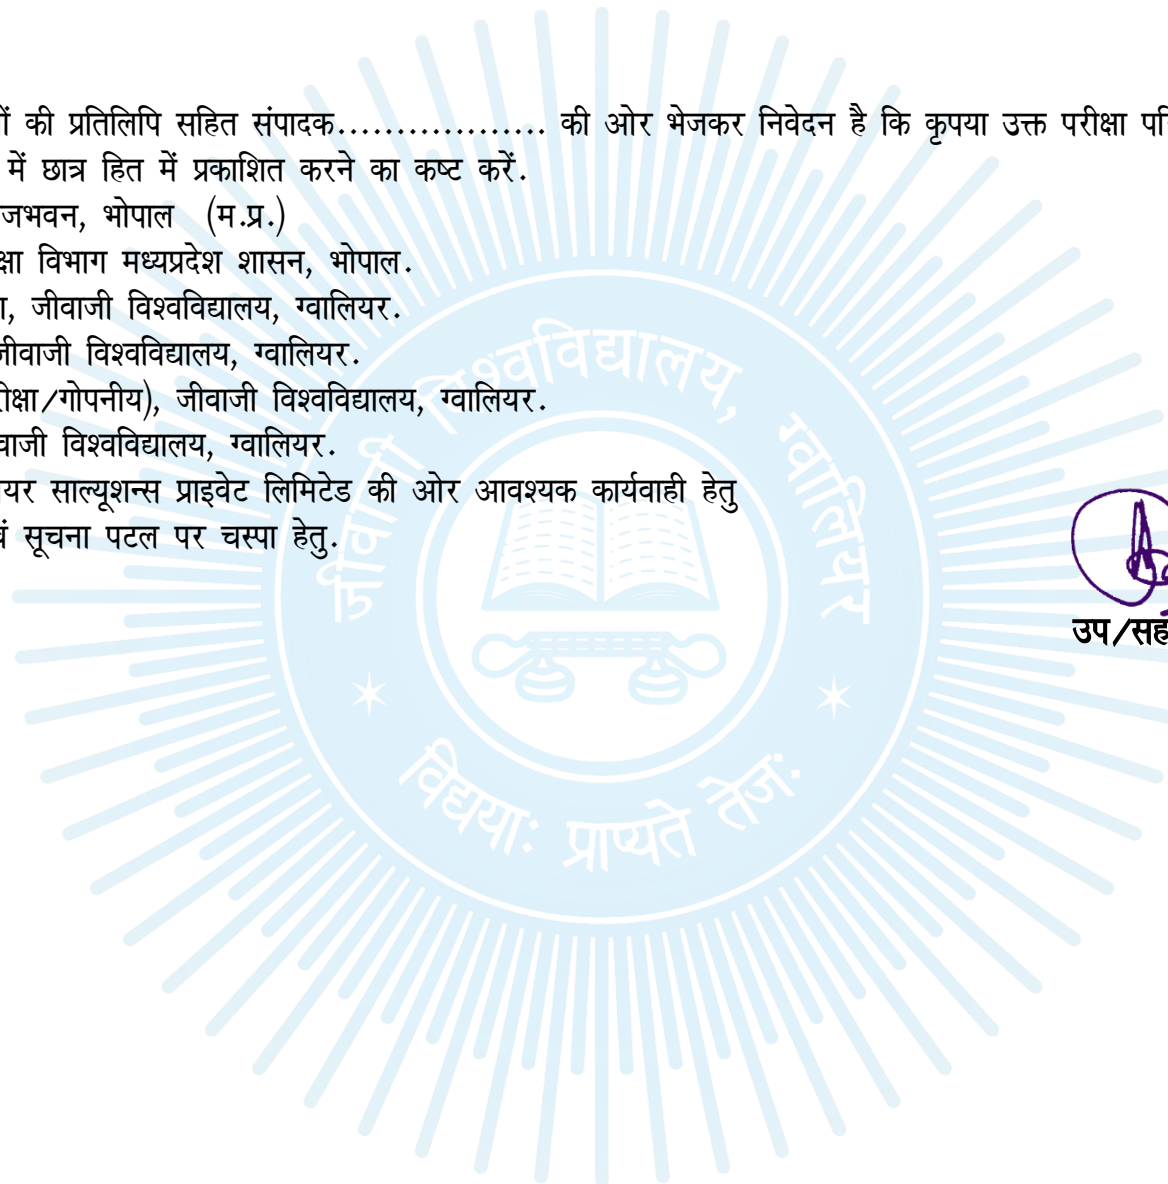 की प्रतिलिपि सहित संपादक.................. की ओर भेजकर निवेदन है कि कृपया उक्त परीक्षा
में छात्र हित में प्रकाशित करने का कष्ट करें.
जभवन, भोपाल (म.प्र.)
क्षा विभाग मध्यप्रदेश शासन, भोपाल.
जीवाजी विश्वविद्यालय, ग्वालियर.
जीवाजी विश्वविद्यालय, ग्वालियर.
रीक्षा/गोपनीय), जीवाजी विश्वविद्यालय, ग्वालियर.
वाजी विश्वविद्यालय, ग्वालियर.
यर साल्यूशन्स प्राइवेट लिमिटेड की ओर आवश्यक कार्यवाही हेतु
वं सूचना पटल पर चस्पा हेतु.
उप/सह
जीवाजी विश्वविद्यालय, ग्वालियर
विद्यया: प्राप्यते तेज: